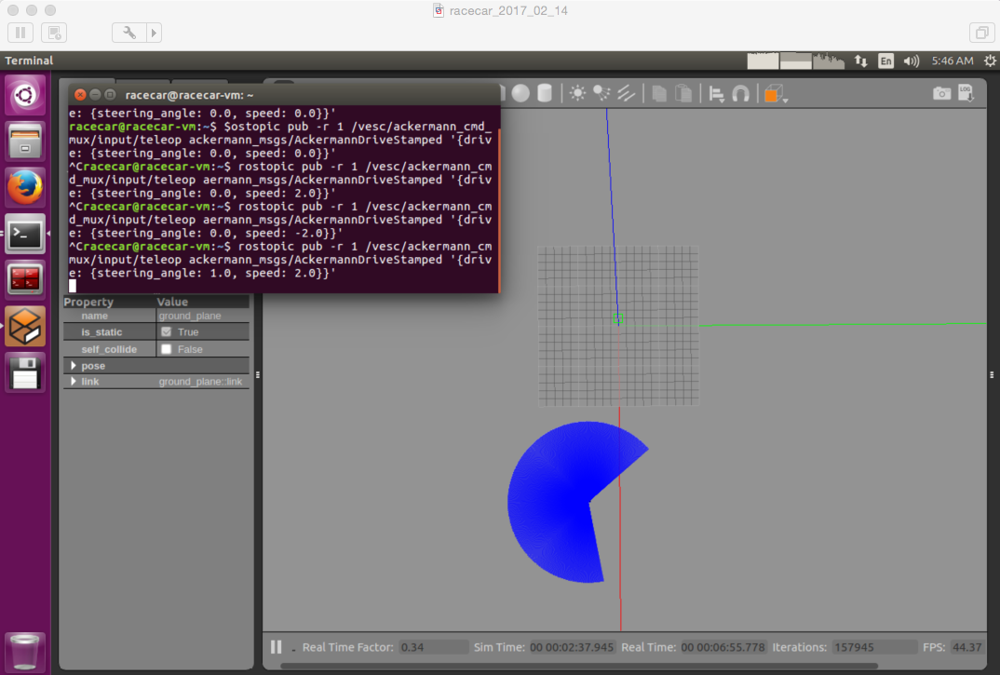 racecar_2017_02_14
Terminal
En
5:46 AM
racecar@racecar-vm: ~
LOG
e: {steering_angle: 0.0, speed: 0.0}}'
racecar@racecar-vm:~$ $ostopic pub -r 1 /vesc/ackermann_cmd_
mux/input/teleop ackermann_msgs/AckermannDriveStamped '{driv
e: {steering_angle: 0.0, speed: 0.0}}'
^Cracecar@racecar-vm:~$ rostopic pub -r 1 /vesc/ackermann_cm
d_mux/input/teleop aermann_msgs/AckermannDriveStamped '{driv
e: {steering_angle: 0.0, speed: 2.0}}'
^Cracecar@racecar-vm:~$ rostopic pub -r 1 /vesc/ackermann_cm
d_mux/input/teleop aermann_msgs/AckermannDriveStamped '{driv
e: {steering_angle: 0.0, speed: -2.0}}'
^Cracecar@racecar-vm:~$ rostopic pub -r 1 /vesc/ackermann_cm
mux/input/teleop ackermann_msgs/AckermannDriveStamped '{driv
e: {steering_angle: 1.0, speed: 2.0}}'
Property Value
name ground_plane
is_static True
self_collide False
pose
link ground_plane::link
Real Time Factor: 0.34 Sim Time: 00 00:02:37.945 Real Time: 00 00:06:55.778 Iterations: 157945 FPS: 44.37